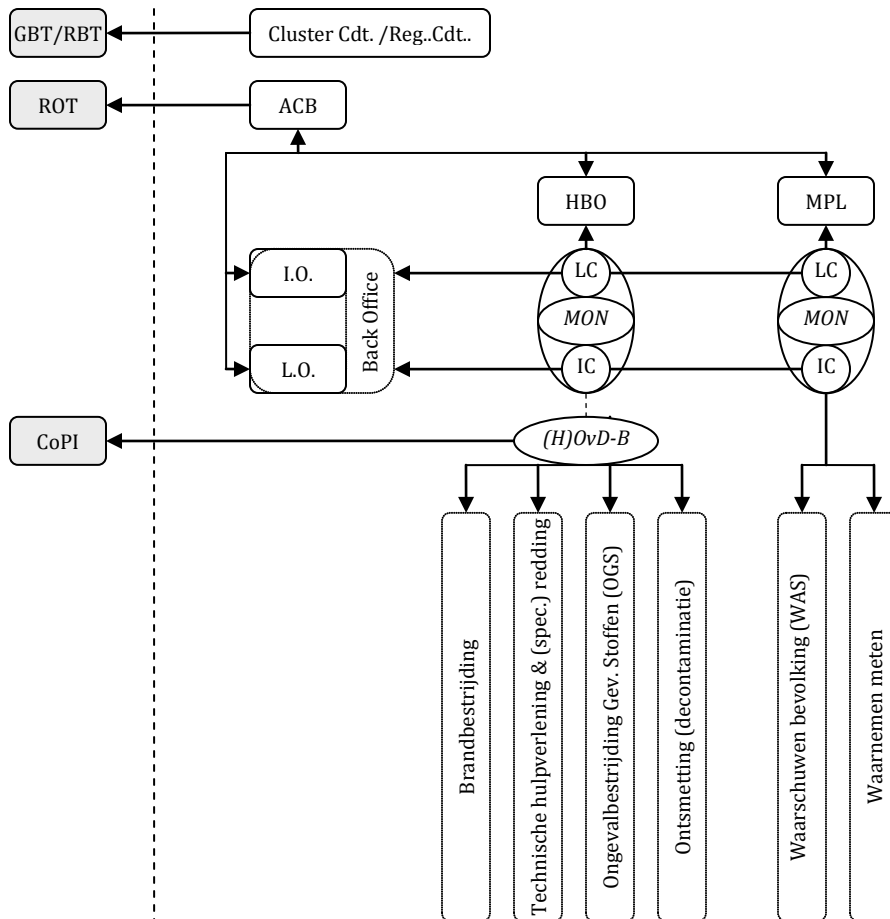 GBT/RBT
Cluster Cdt. /Reg..Cdt..
ROT
ACB
HBO
MPL
I.O.
LC
LC
Back Office
MON
MON
L.O.
IC
IC
CoPI
(H)OvD-B
Brandbestrijding
Technische hulpverlening & (spec.) redding
Ongevalbestrijding Gev. Stoffen (OGS)
Ontsmetting (decontaminatie)
Waarschuwen bevolking (WAS)
Waarnemen meten